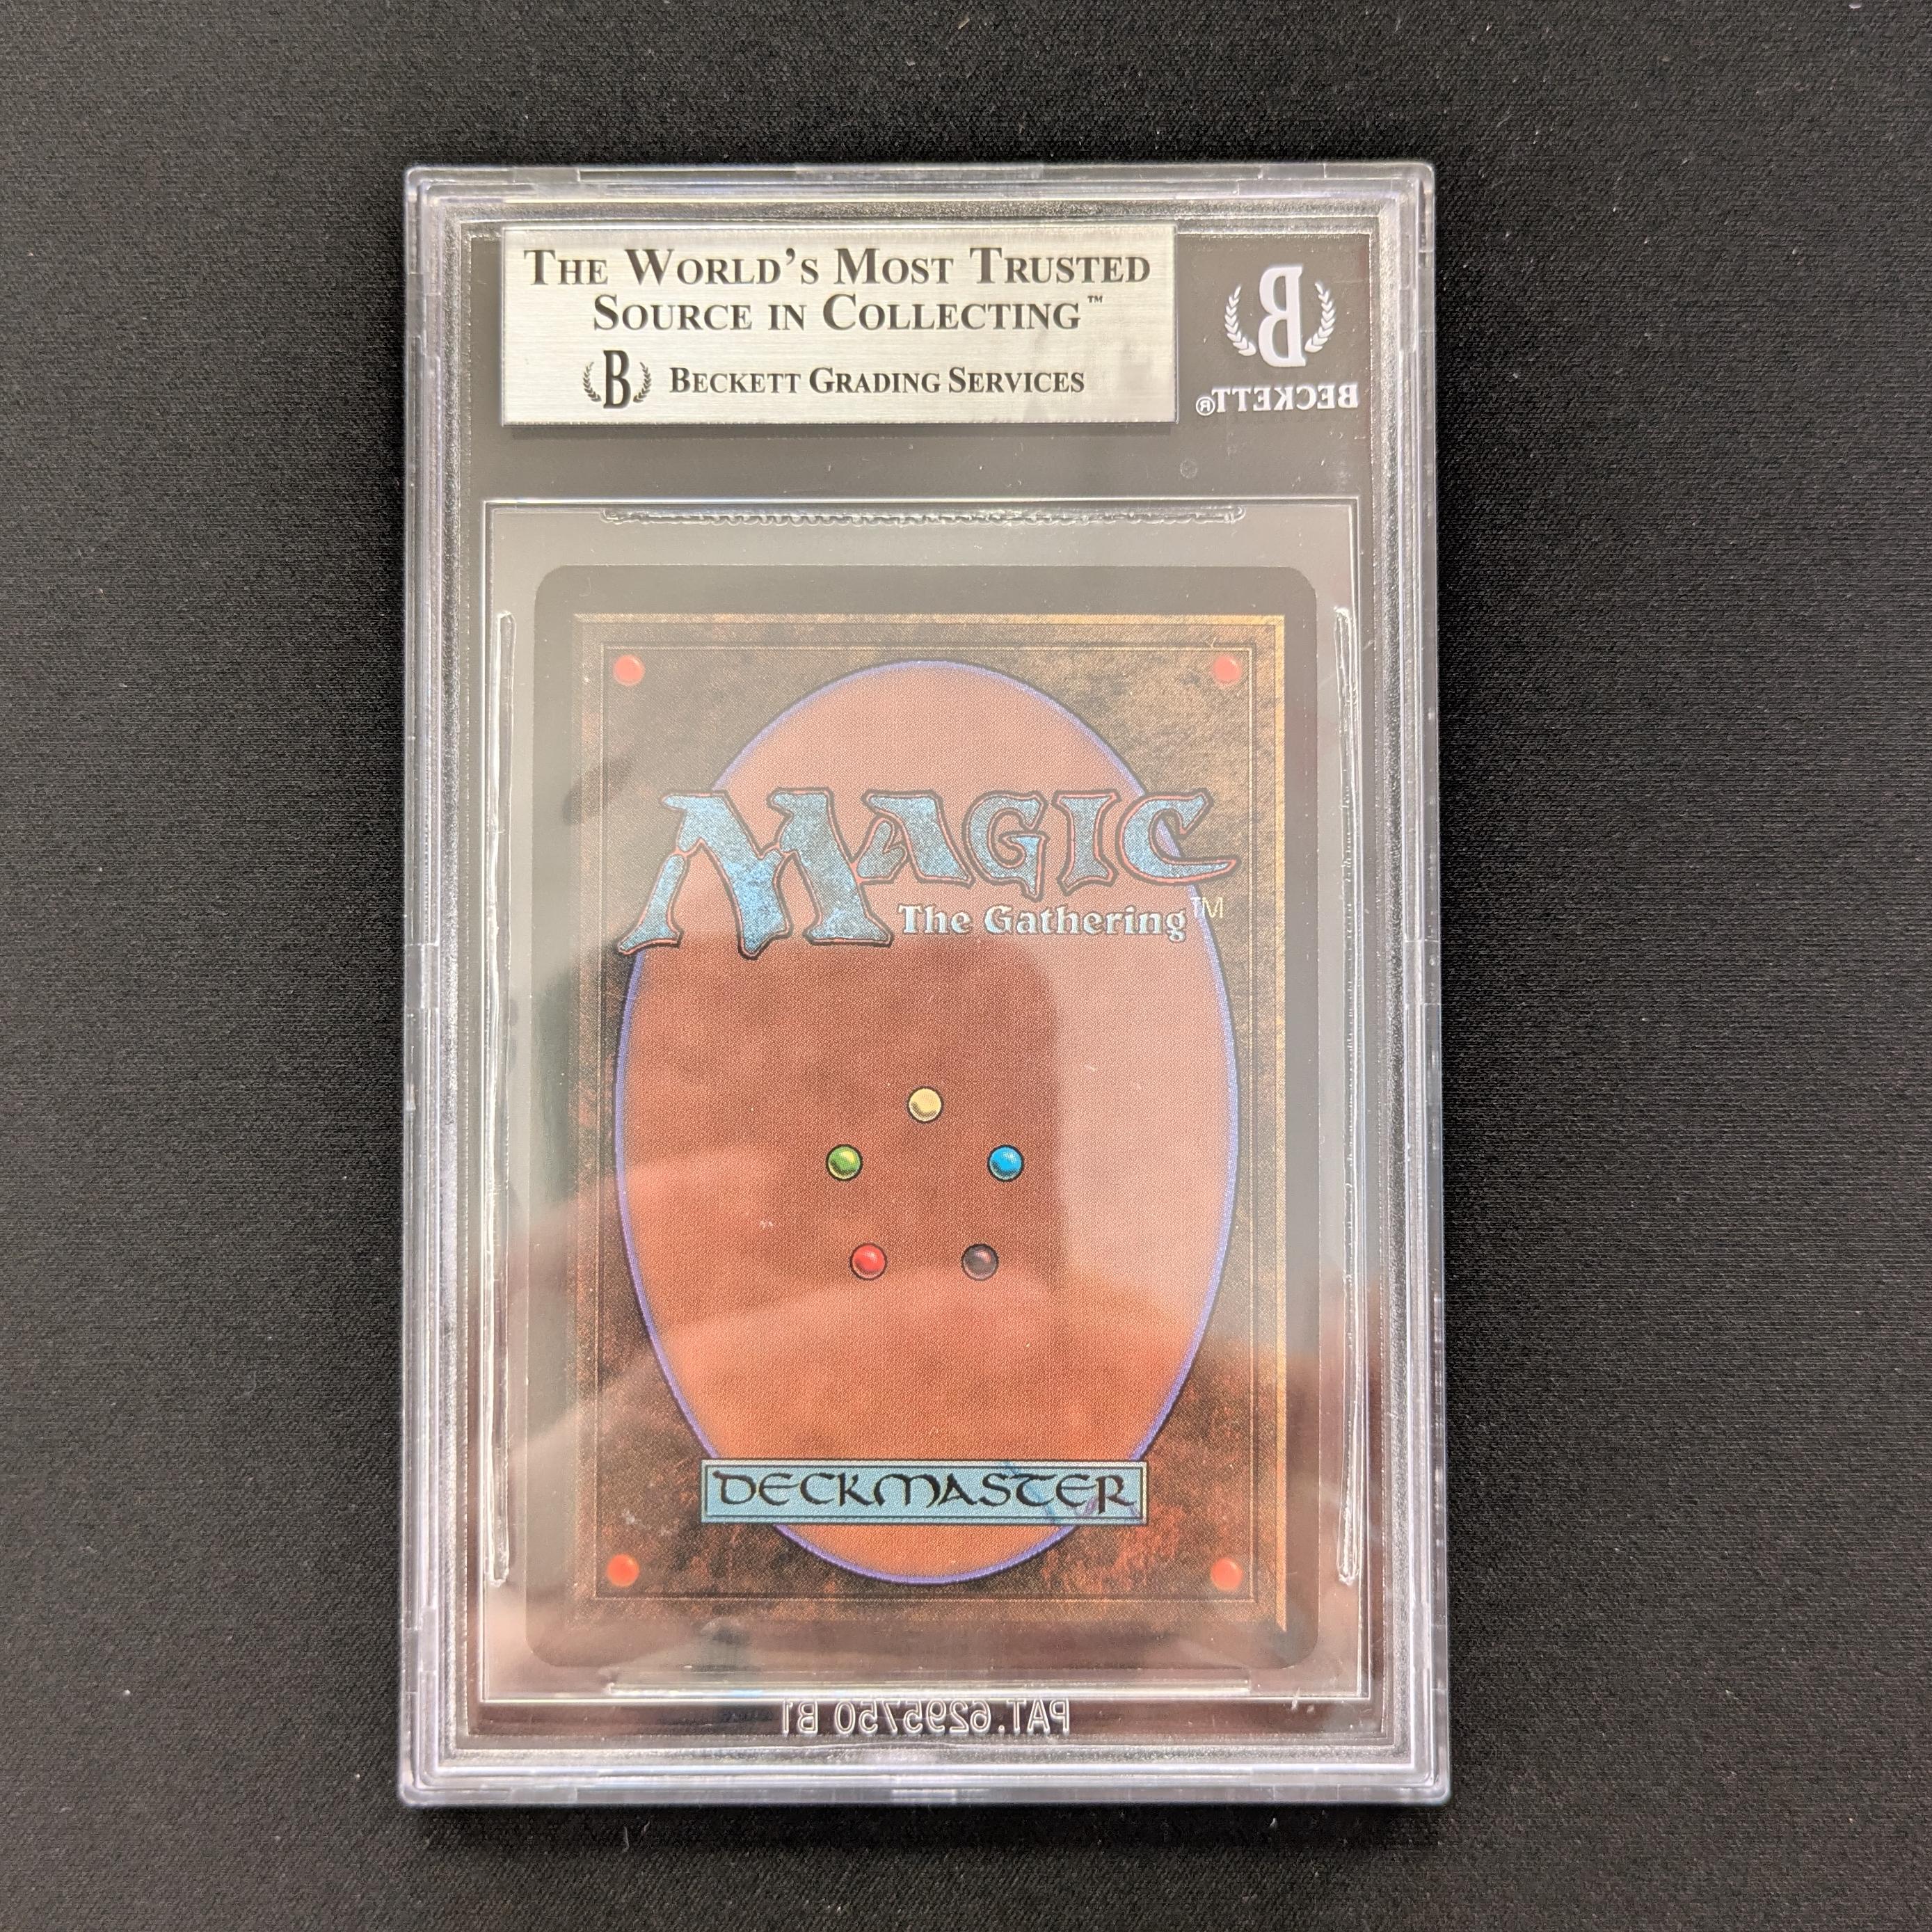 THE WORLD'S MOST TRUSTED
SOURCE IN COLLECTING™
B BECKETT GRADING SERVICES
B
BECKETT®
MAGIC
The Gathering™
DECKMASTER
PAT.6295750 B1